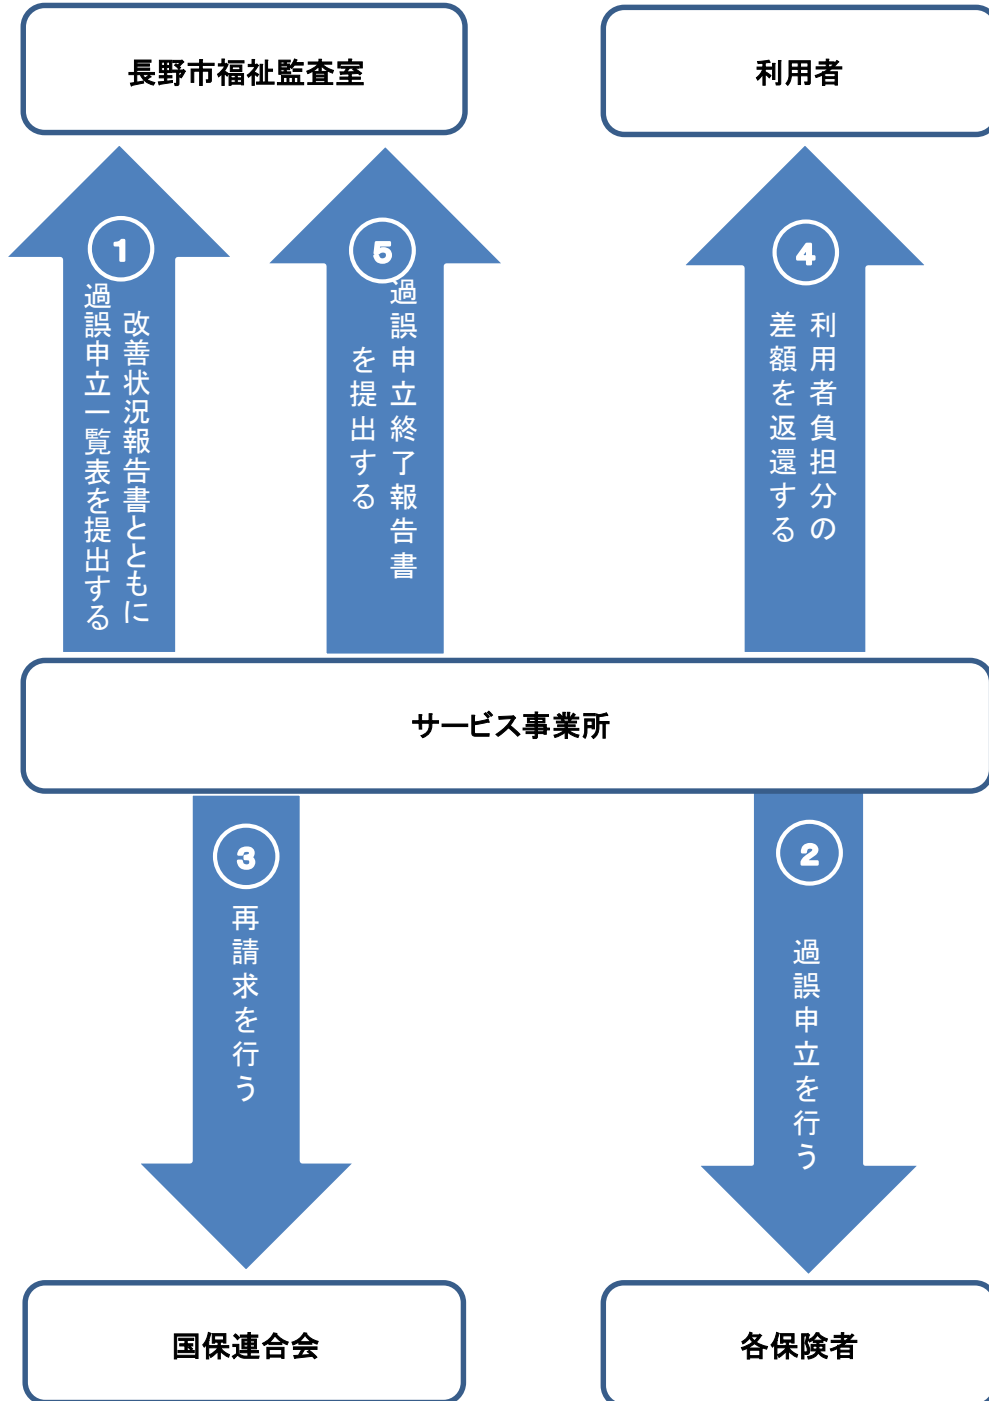 長野市福祉監査室
利用者
1
改善状況報告書とともに
過誤申立一覧表を提出する
5
過誤申立終了報告書
を提出する
4
利用者負担分の
差額を返還する
サービス事業所
3
再請求を行う
2
過誤申立を行う
国保連合会
各保険者